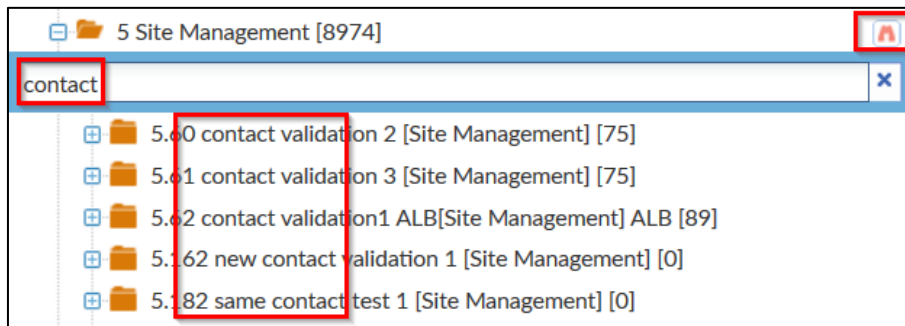 5 Site Management [8974]
contact
5.60 contact validation 2 [Site Management] [75]
5.61 contact validation 3 [Site Management] [75]
5.62 contact validation1 ALB[Site Management] ALB [89]
5.162 new contact validation 1 [Site Management] [0]
5.182 same contact test 1 [Site Management] [0]